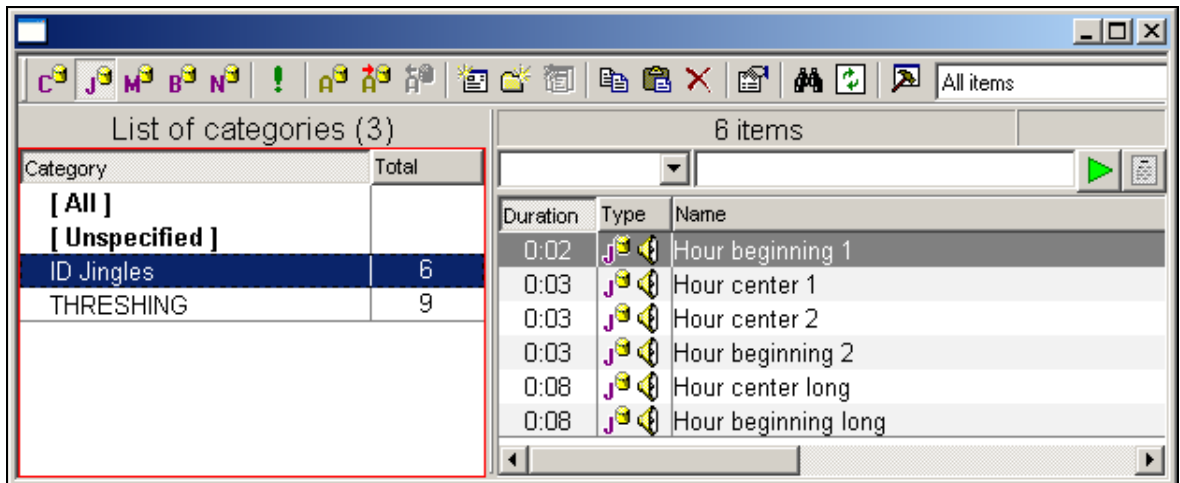 C J M B N ! A A A All items
List of categories (3)
6 items
Category Total
[ All ]
[ Unspecified ]
ID Jingles 6
THRESHING 9
Duration Type Name
0:02 J Hour beginning 1
0:03 J Hour center 1
0:03 J Hour center 2
0:03 J Hour beginning 2
0:08 J Hour center long
0:08 J Hour beginning long